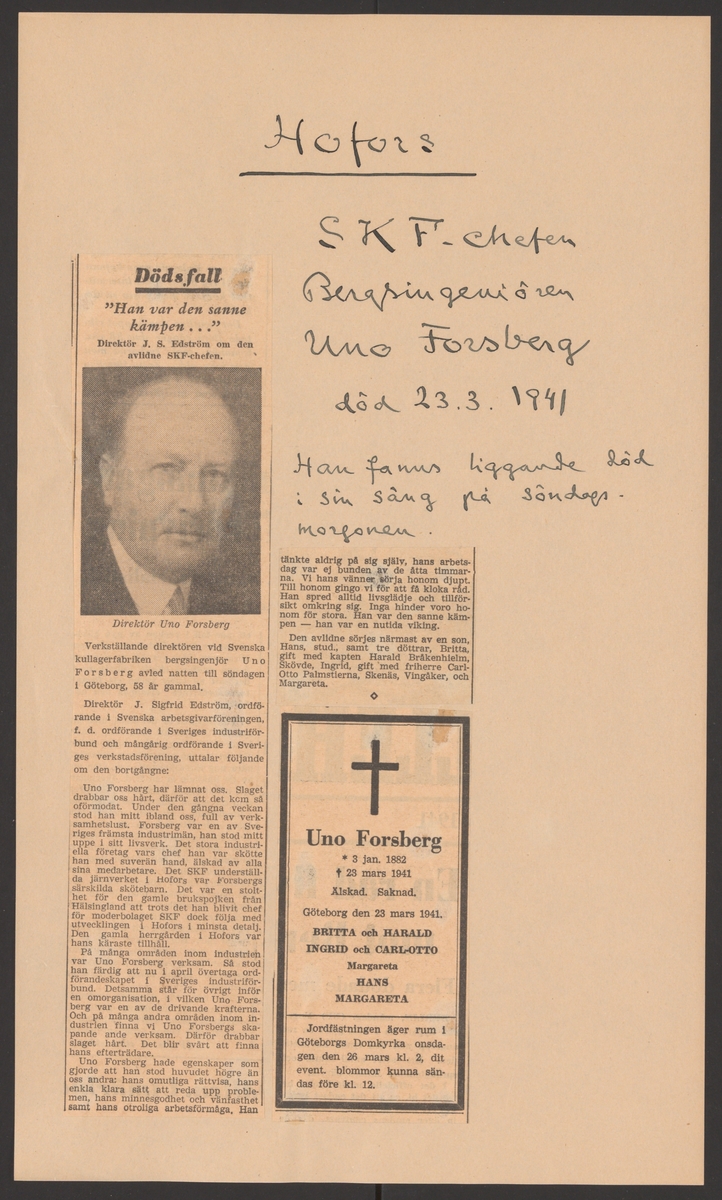 Hofors
SKF-chefen
Bergsingeniören
Uno Forsberg
död 23.3. 1941
Han fanns liggande död
i sin säng på söndags-
morgonen.
Dödsfall
"Han var den sanne
kämpen . . ."
Direktör J. S. Edström om den
avlidne SKF-chefen.
Direktör Uno Forsberg
Verkställande direktören vid Svenska
kullagerfabriken bergsingenjör Uno
Forsberg avled natten till söndagen
i Göteborg, 58 år gammal.
Direktör J. Sigfrid Edström, ordfö-
rande i Svenska arbetsgivarföreningen,
f. d. ordförande i Sveriges industriför-
bund och mångårig ordförande i Sveri-
ges verkstadsförening, uttalar följande
om den bortgångne:
Uno Forsberg har lämnat oss. Slaget
drabbar oss hårt, därför att det kom så
oförmodat. Under den gångna veckan
stod han mitt ibland oss, full av verk-
samhetslust. Forsberg var en av Sve-
riges främsta industrimän, han stod mitt
uppe i sitt livsverk. Det stora industri-
ella företag vars chef han var skötte
han med suverän hand, älskad av alla
sina medarbetare. Det SKF underställ-
da järnverket i Hofors var Forsbergs
särskilda skötebarn. Det var en stolt-
het för den gamle brukspojken från
Hälsingland att trots det han blivit chef
för moderbolaget SKF dock följa med
utvecklingen i Hofors i minsta detalj.
Den gamla herrgården i Hofors var
hans käraste tillhåll.
På många områden inom industrien
var Uno Forsberg verksam. Så stod
han färdig att nu i april övertaga ord-
förandeskapet i Sveriges industriför-
bund. Detsamma står för övrigt inför
en omorganisation, i vilken Uno Fors-
berg var en av de drivande krafterna.
Och på många andra områden inom in-
dustrien finna vi Uno Forsbergs ska-
pande ande verksam. Därför drabbar
slaget hårt. Det blir svårt att finna
hans efterträdare.
Uno Forsberg hade egenskaper som
gjorde att han stod huvudet högre än
oss andra: hans omutliga rättvisa, hans
enkla klara sätt att reda upp proble-
men, hans minnesgodhet och vänfasthet
samt hans otroliga arbetsförmåga. Han
tänkte aldrig på sig själv, hans arbets-
dag var ej bunden av de åtta timmar-
na. Vi hans vänner sörja honom djupt.
Till honom gingo vi för att få kloka råd.
Han spred alltid livsglädje och tillför-
sikt omkring sig. Inga hinder voro ho-
nom för stora. Han var den sanne käm-
pen — han var en nutida viking.
Den avlidne sörjes närmast av en son,
Hans, stud., samt tre döttrar, Britta,
gift med kapten Harald Bråkenhielm,
Skövde, Ingrid, gift med friherre Carl-
Otto Palmstierna, Skenäs, Vingåker, och
Margareta.
Uno Forsberg
* 3 jan. 1882
† 23 mars 1941
Älskad. Saknad.
Göteborg den 23 mars 1941.
BRITTA och HARALD
INGRID och CARL-OTTO
Margareta
HANS
MARGARETA
Jordfästningen äger rum i
Göteborgs Domkyrka onsda-
gen den 26 mars kl. 2, dit
event. blommor kunna sän-
das före kl. 12.